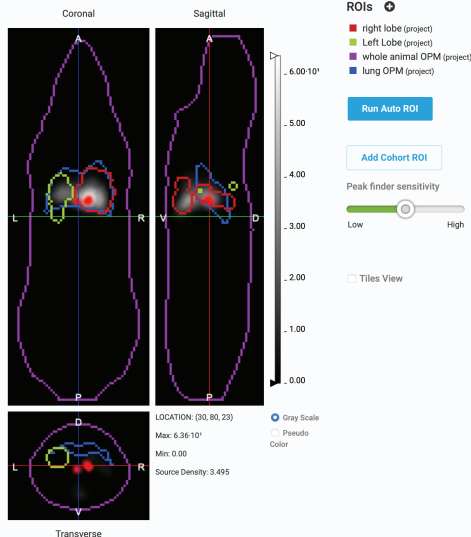 Coronal
Sagittal
A
L
R
P
A
V
D
P
6.00·10¹
5.00
4.00
3.00
2.00
1.00
0.00
D
L
R
V
Transverse
LOCATION: (30, 80, 23)
Max: 6.36·10¹
Min: 0.00
Source Density: 3.495
Gray Scale
Pseudo
Color
ROIs
right lobe (project)
Left Lobe (project)
whole animal OPM (project)
lung OPM (project)
Run Auto ROI
Add Cohort ROI
Peak finder sensitivity
Low
High
Tiles View